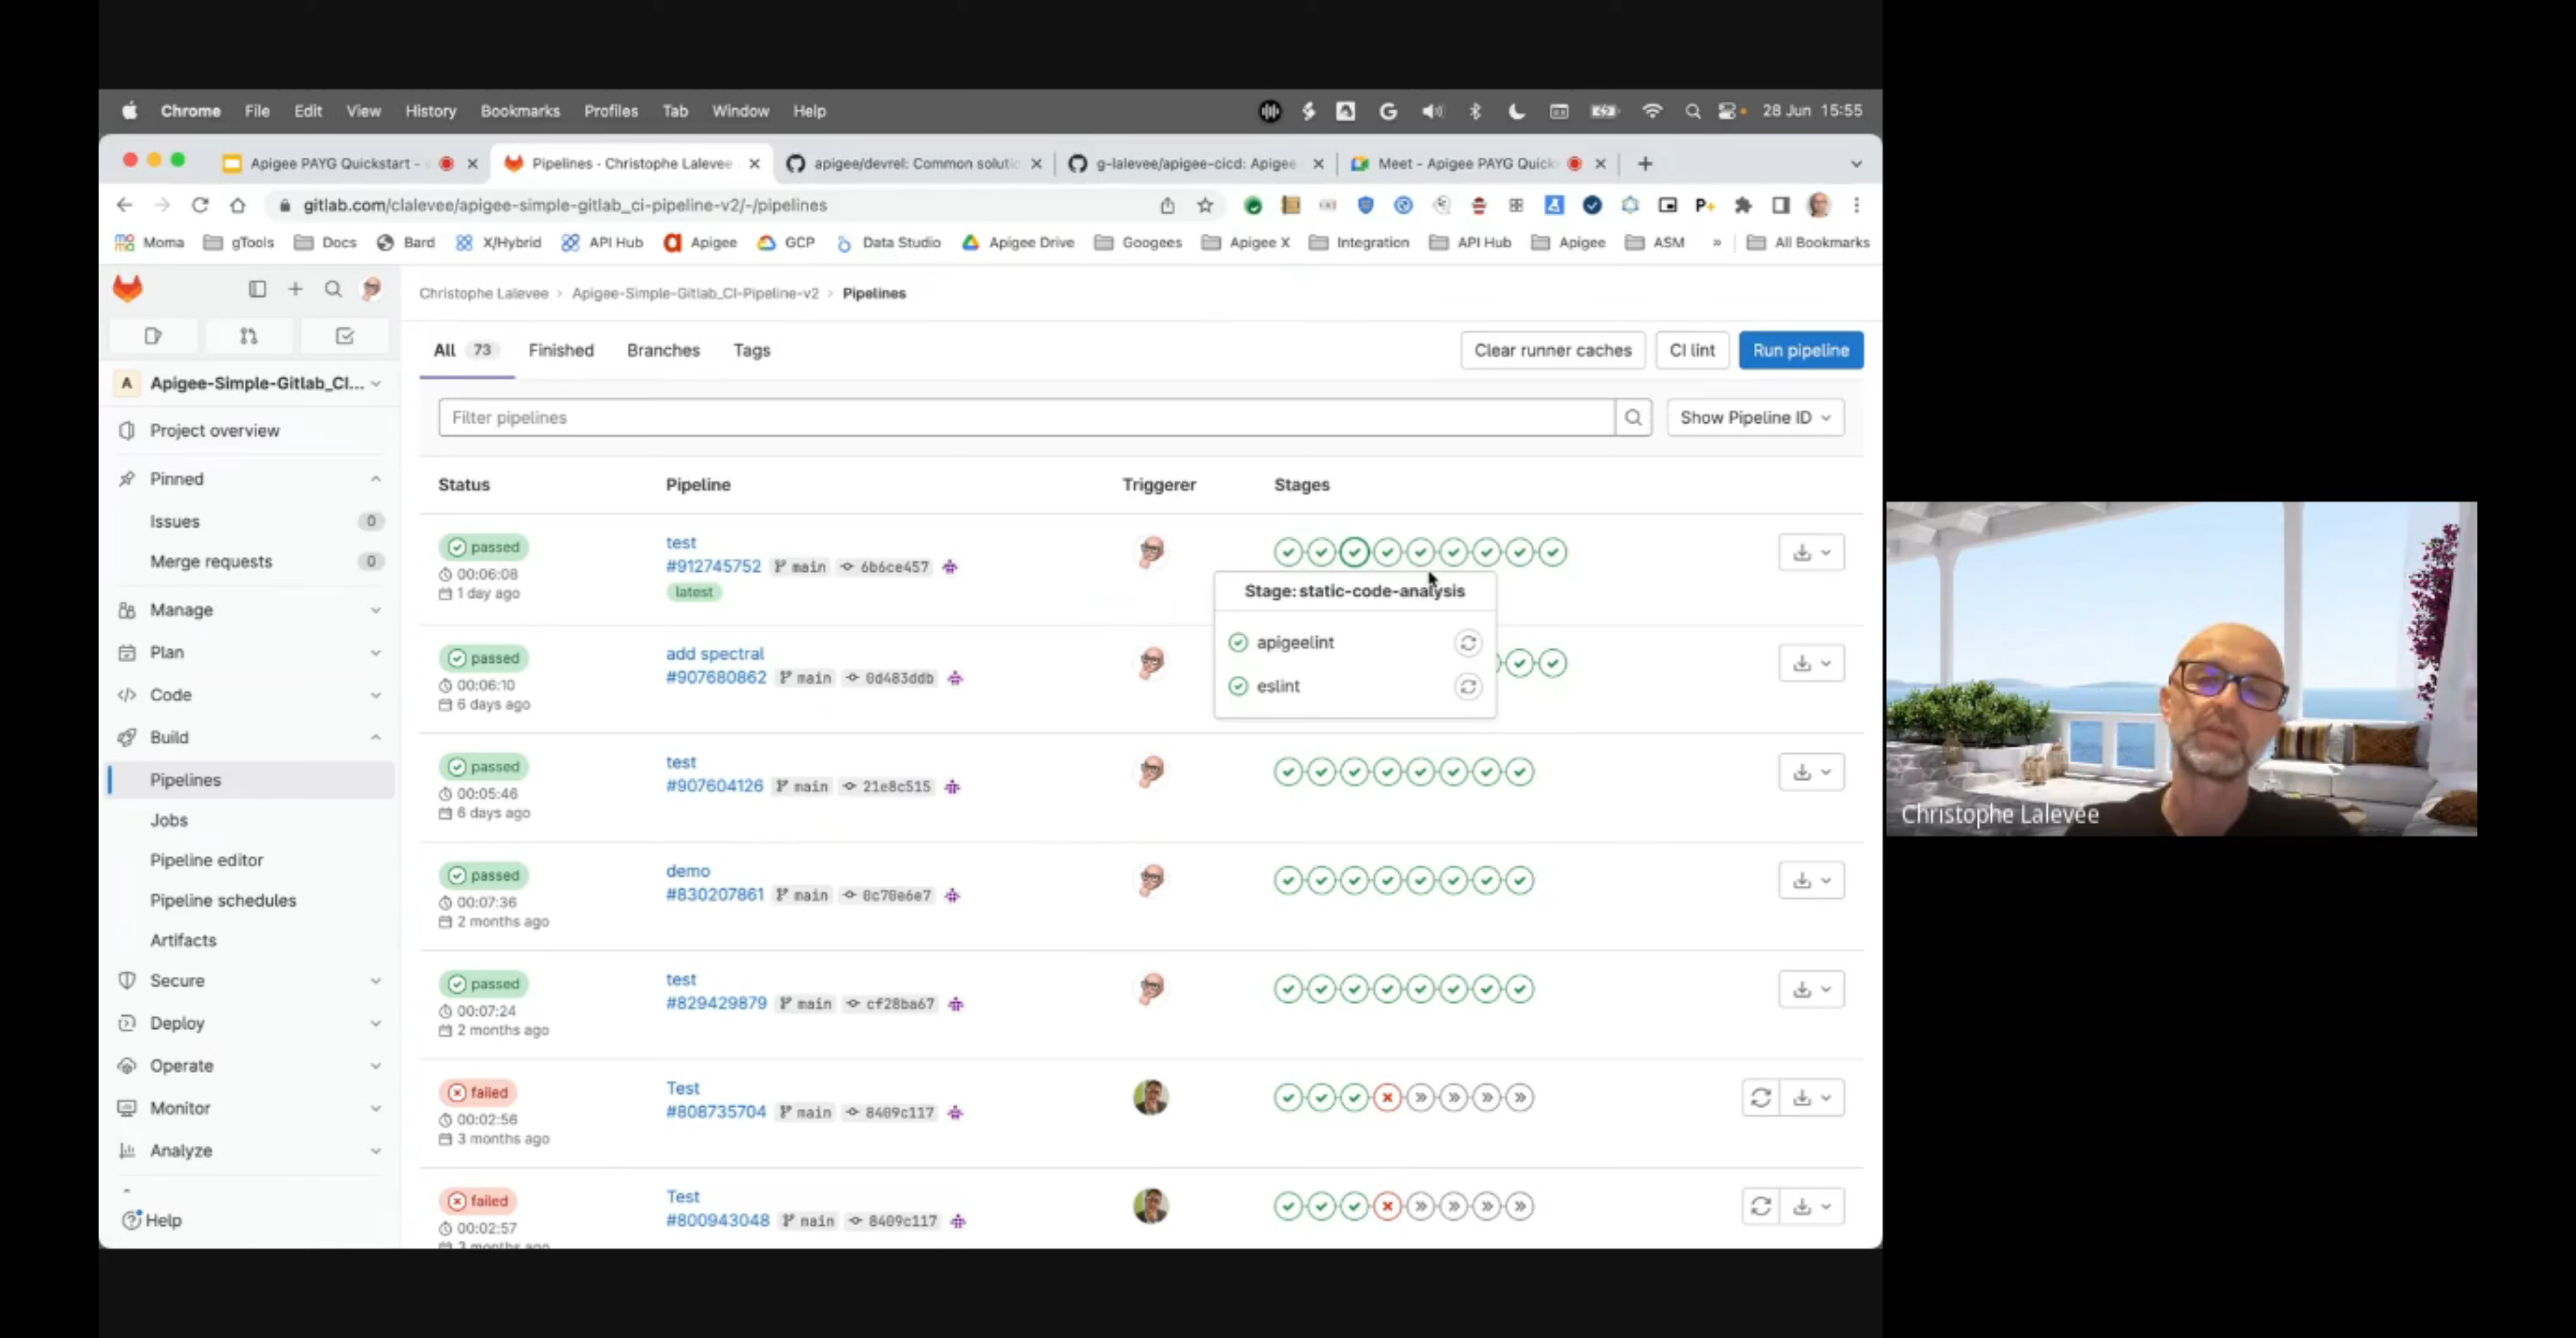 Chrome File Edit View History Bookmarks Profiles Tab Window Help 28 Jun 15:55
Apigee PAYG Quickstart - Pipelines · Christophe Lalevee apigee/devrel: Common soluti g-lalevee/apigee-cicd: Apigee Meet - Apigee PAYG Quick
gitlab.com/clalevee/apigee-simple-gitlab_ci-pipeline-v2/-/pipelines P+
Moma gTools Docs Bard X/Hybrid API Hub Apigee GCP Data Studio Apigee Drive Googees Apigee X Integration API Hub Apigee ASM » All Bookmarks
Christophe Lalevee > Apigee-Simple-Gitlab_CI-Pipeline-v2 > Pipelines
All 73 Finished Branches Tags Clear runner caches CI lint Run pipeline
A Apigee-Simple-Gitlab_CI...
Project overview
Pinned
Issues 0
Merge requests 0
Manage
Plan
Code
Build
Pipelines
Jobs
Pipeline editor
Pipeline schedules
Artifacts
Secure
Deploy
Operate
Monitor
Analyze
Help
Filter pipelines Show Pipeline ID
Status Pipeline Triggerer Stages
passed test
00:06:08 #912745752 main 6b6ce457
1 day ago latest
Stage: static-code-analysis
apigeelint
eslint
passed add spectral
00:06:10 #907680862 main 0d483ddb
6 days ago
passed test
00:05:46 #907604126 main 21e8c515
6 days ago
passed demo
00:07:36 #830207861 main 0c70e6e7
2 months ago
passed test
00:07:24 #829429879 main cf28ba67
2 months ago
failed Test
00:02:56 #808735704 main 8409c117
3 months ago
failed Test
00:02:57 #800943048 main 8409c117
3 months ago
Christophe Lalevée